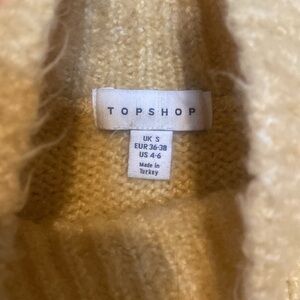 TOPSHOP
UK S
EUR 36-38
US 4-6
Made in
Turkey